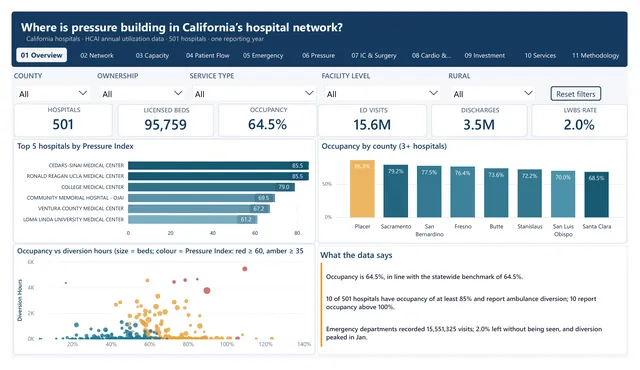 Where is pressure building in California's hospital network?
California hospitals · HCAI annual utilization data · 501 hospitals · one reporting year
01 Overview 02 Network 03 Capacity 04 Patient Flow 05 Emergency 06 Pressure 07 IC & Surgery 08 Cardio &... 09 Investment 10 Services 11 Methodology
COUNTY OWNERSHIP SERVICE TYPE FACILITY LEVEL RURAL
All All All All All Reset filters
HOSPITALS LICENSED BEDS OCCUPANCY ED VISITS DISCHARGES LWBS RATE
501 95,759 64.5% 15.6M 3.5M 2.0%
Top 5 hospitals by Pressure Index
CEDARS-SINAI MEDICAL CENTER 85.5
RONALD REAGAN UCLA MEDICAL CENTER 85.5
COLLEGE MEDICAL CENTER 79.0
COMMUNITY MEMORIAL HOSPITAL - OJAI 69.5
VENTURA COUNTY MEDICAL CENTER 67.2
LOMA LINDA UNIVERSITY MEDICAL CENTER 61.2
0 20 40 60 80
Occupancy by county (3+ hospitals)
79.2% 77.5% 76.4% 73.6% 72.2% 70.0% 68.5%
50%
0%
Placer Sacramento San Bernardino Fresno Butte Stanislaus San Luis Obispo Santa Clara
Occupancy vs diversion hours (size = beds; colour = Pressure Index: red ≥ 60, amber ≥ 35
Diversion Hours
6K
4K
2K
0K
20% 40% 60% 80% 100% 120% 140%
What the data says
Occupancy is 64.5%, in line with the statewide benchmark of 64.5%.
10 of 501 hospitals have occupancy of at least 85% and report ambulance diversion; 10 report
occupancy above 100%.
Emergency departments recorded 15,551,325 visits; 2.0% left without being seen, and diversion
peaked in Jan.